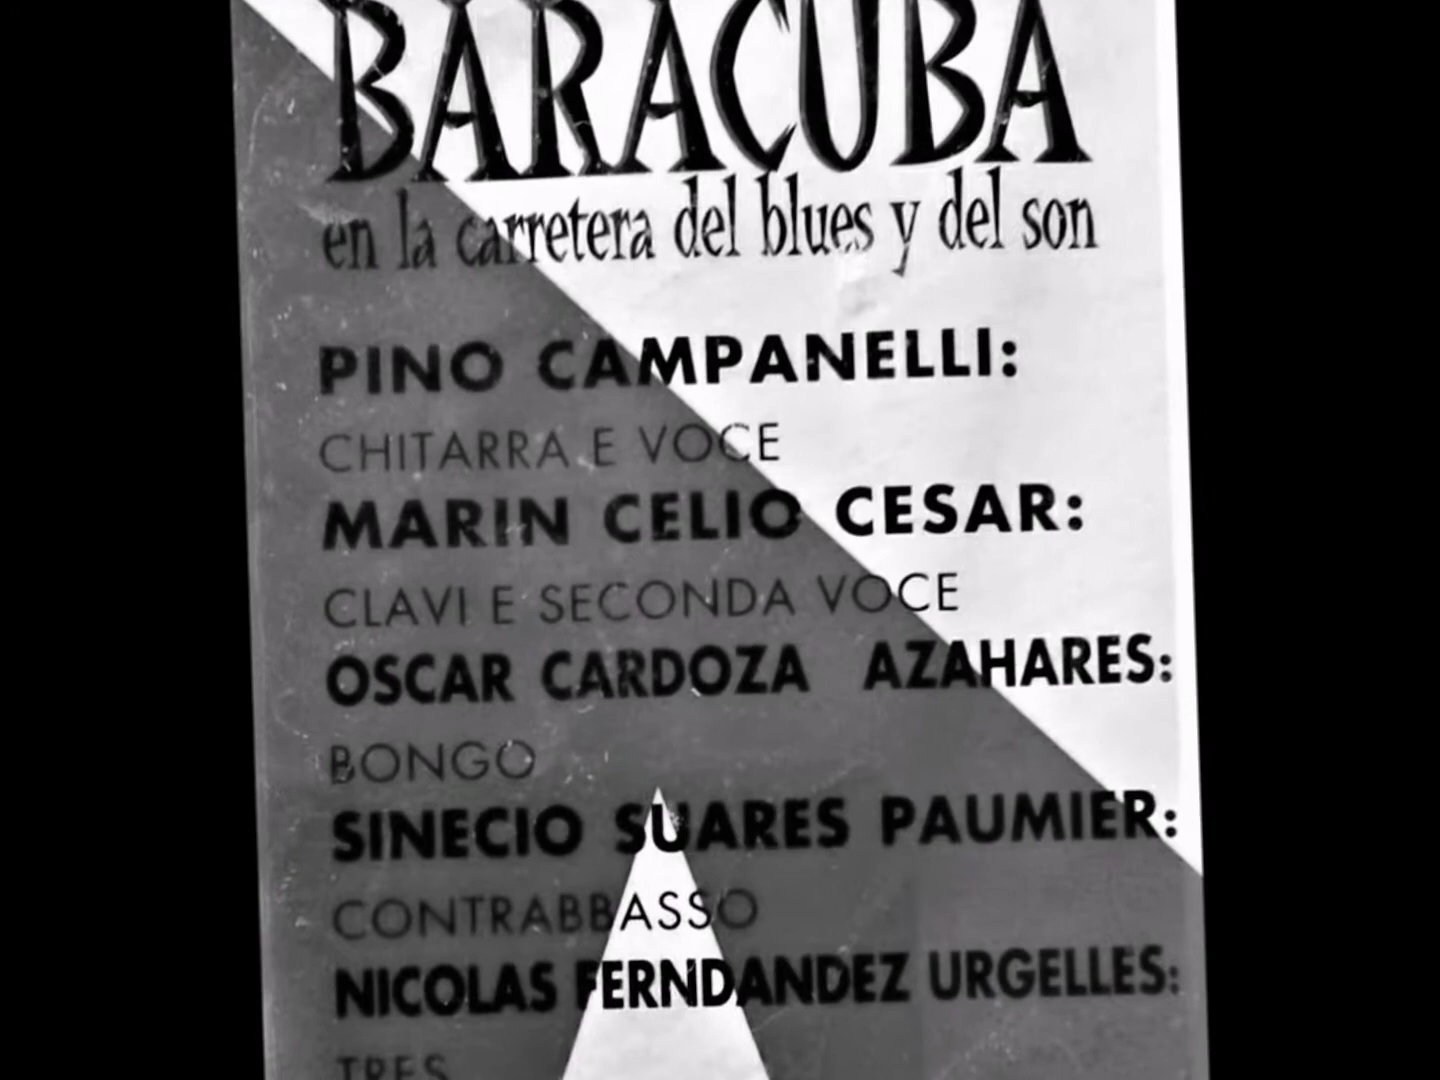 BARACUBA
en la carretera del blues y del son
PINO CAMPANELLI:
CHITARRA E VOCE
MARIN CELIO CESAR:
CLAVI E SECONDA VOCE
OSCAR CARDOZA AZAHARES:
BONGO
SINECIO SUARES PAUMIER:
CONTRABBASSO
NICOLAS FERNDANDEZ URGELLES:
TRES